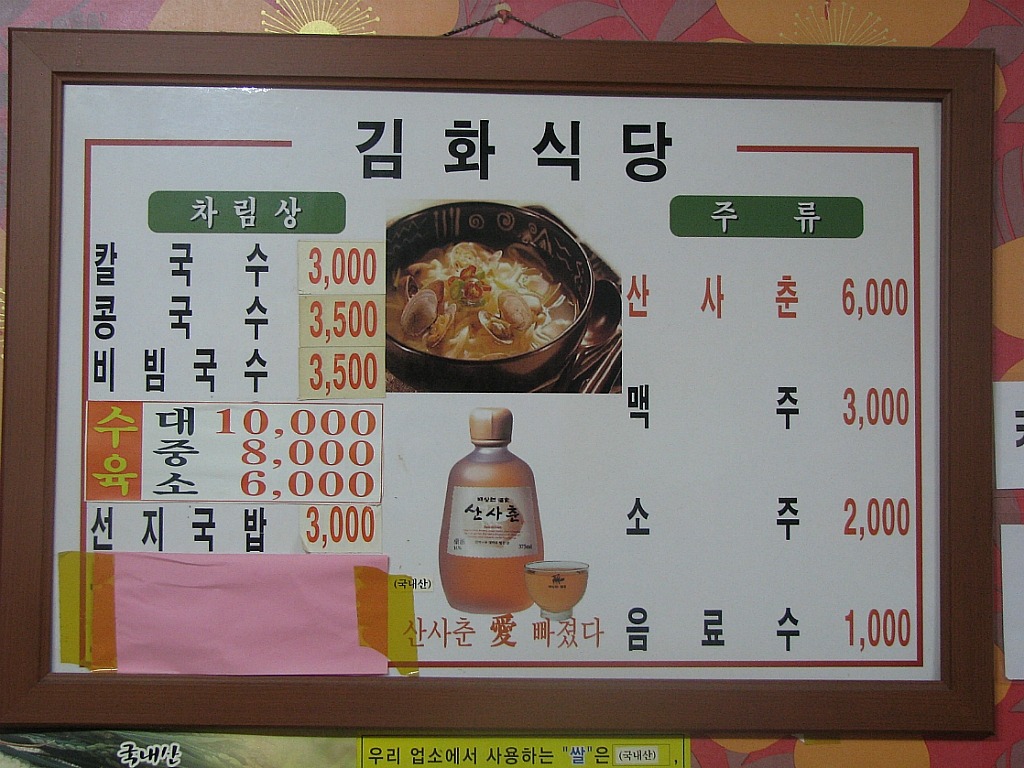 김화식당
차림상
칼국수 3,000
콩국수 3,500
비빔국수 3,500
수육 대 10,000
중 8,000
소 6,000
선지국밥 3,000
(국내산)
산사춘
375ml
산사춘 愛 빠졌다
주류
산사춘 6,000
맥주 3,000
소주 2,000
음료수 1,000
국내산
우리 업소에서 사용하는 "쌀"은 (국내산),